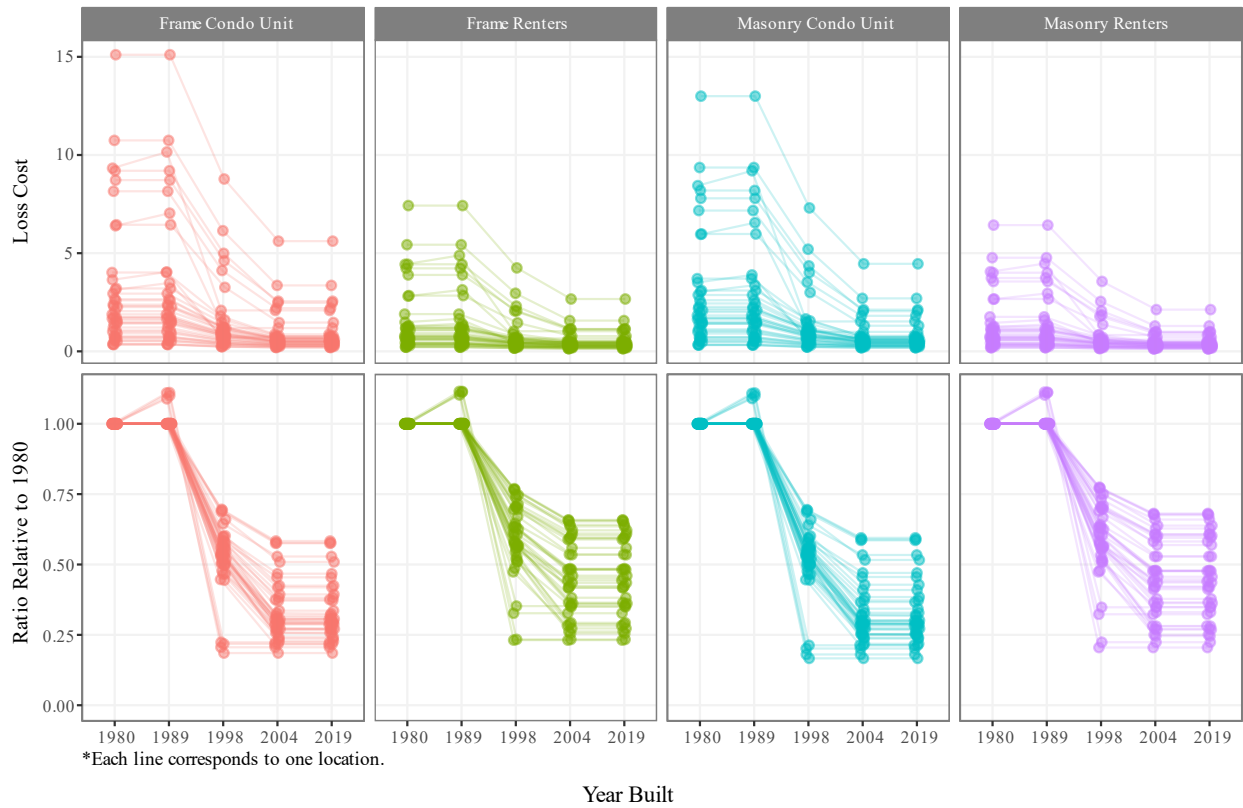 Frame Condo Unit
Frame Renters
Masonry Condo Unit
Masonry Renters
Loss Cost
15
10
5
0
Ratio Relative to 1980
1.00
0.75
0.50
0.25
0.00
1980 1989 1998 2004 2019
1980 1989 1998 2004 2019
1980 1989 1998 2004 2019
1980 1989 1998 2004 2019
*Each line corresponds to one location.
Year Built